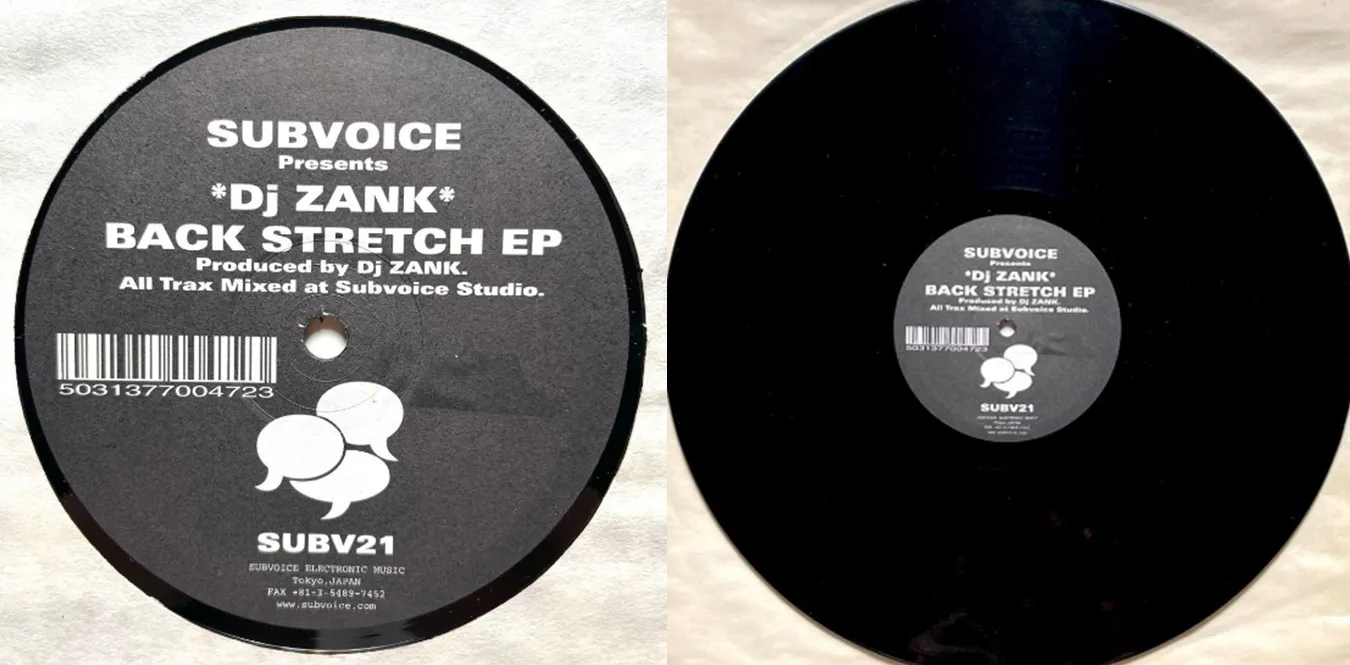 SUBVOICE
Presents
*Dj ZANK*
BACK STRETCH EP
Produced by Dj ZANK.
All Trax Mixed at Subvoice Studio.
5031377004723
SUBV21
SUBVOICE ELECTRONIC MUSIC
Tokyo,JAPAN
FAX +81-3-5489-7452
www.subvoice.com
SUBVOICE
Presents
*Dj ZANK*
BACK STRETCH EP
Produced by Dj ZANK.
All Trax Mixed at Subvoice Studio.
5031377004723
SUBV21